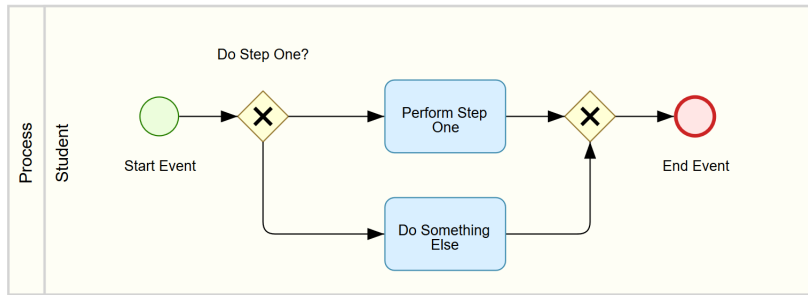 Process
Student
Do Step One?
Start Event
Perform Step
One
Do Something
Else
End Event